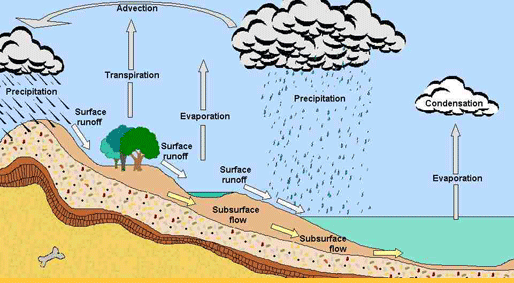 Advection
Transpiration
Precipitation
Surface
runoff
Evaporation
Surface
runoff
Precipitation
Condensation
Surface
runoff
Evaporation
Subsurface
flow
Subsurface
flow